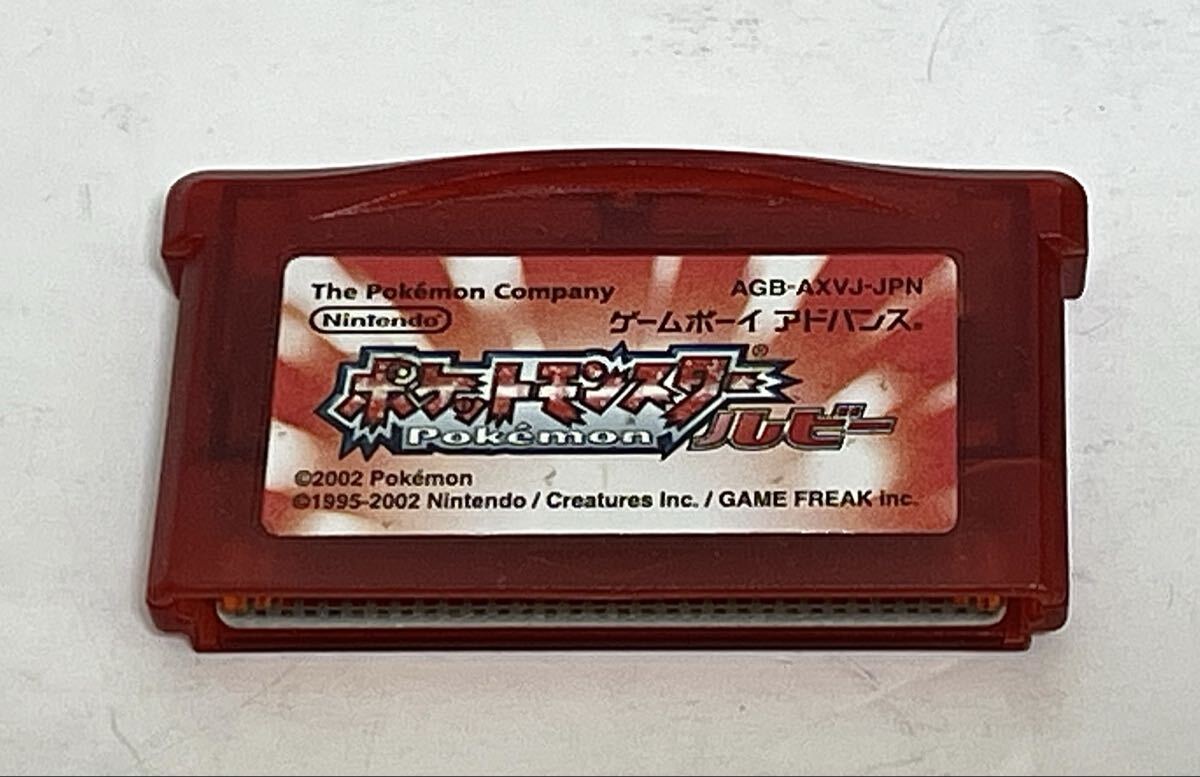 The Pokémon Company
AGB-AXVJ-JPN
Nintendo®
ゲームボーイ アドバンス®
ポケットモンスター®
Pokémon
ルビー
©2002 Pokémon
©1995-2002 Nintendo / Creatures Inc. / GAME FREAK inc.